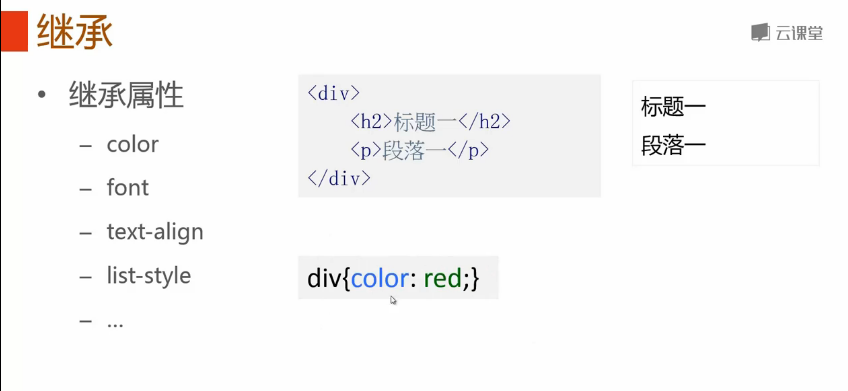 继承
云课堂
• 继承属性
– color
– font
– text-align
– list-style
– ...
<div>
<h2>标题一</h2>
<p>段落一</p>
</div>
div{color: red;}
标题一
段落一